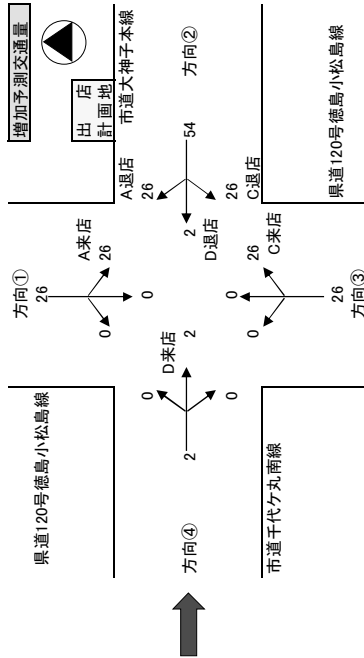 増加予測交通量
出　店
計画地
市道大神子本線
方向②
県道120号徳島小松島線
A退店
26
54
2
D退店
26
C退店
A来店
26
方向①
26
0
0
26
C来店
0
0
26
方向③
D来店
2
0
0
2
県道120号徳島小松島線
方向④
市道千代ケ丸南線